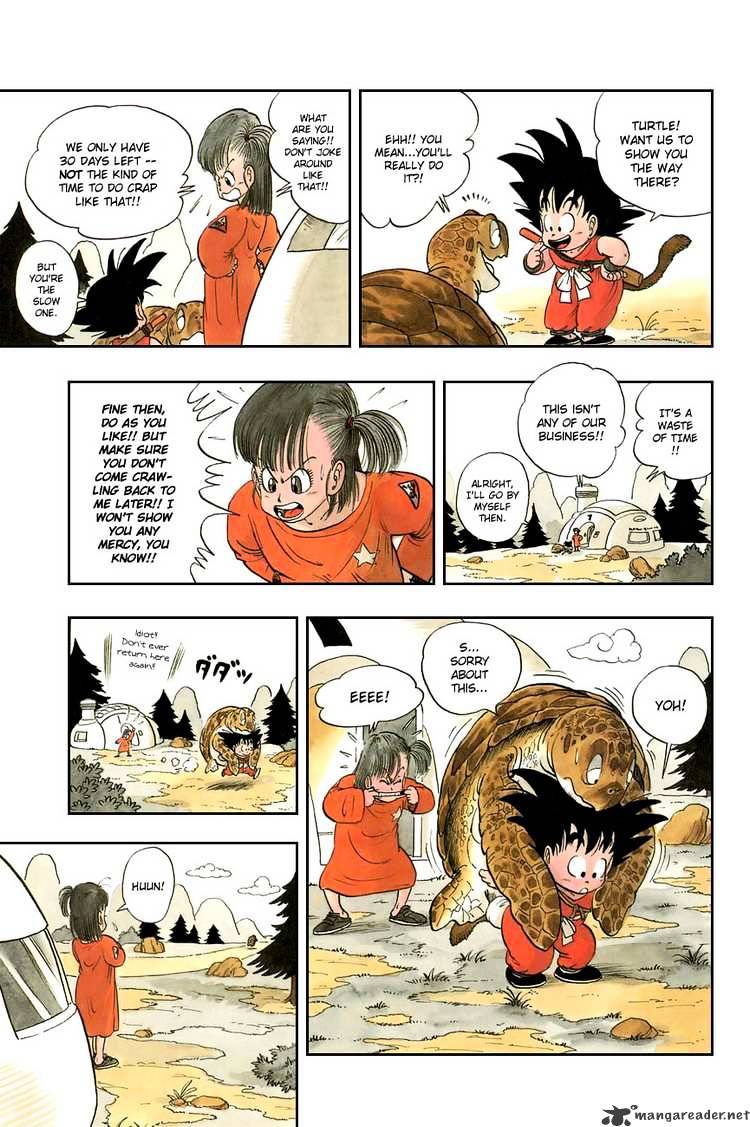 TURTLE!
WANT US TO
SHOW YOU
THE WAY
THERE?
EHH!! YOU
MEAN...YOU'LL
REALLY
DO IT?!
WHAT
ARE YOU
SAYING!!
DON'T JOKE
AROUND
LIKE
THAT!!
WE ONLY HAVE
30 DAYS LEFT --
NOT THE KIND OF
TIME TO DO CRAP
LIKE THAT!!
BUT
YOU'RE
THE
SLOW
ONE.
IT'S A
WASTE
OF TIME
!!
THIS ISN'T
ANY OF OUR
BUSINESS!!
ALRIGHT,
I'LL GO BY
MYSELF
THEN.
FINE THEN,
DO AS YOU
LIKE!! BUT
MAKE SURE
YOU DON'T
COME CRAW-
LING BACK TO
ME LATER!! I
WON'T SHOW
YOU ANY
MERCY, YOU
KNOW!!
YOH!
S...
SORRY
ABOUT
THIS...
EEEE!
Idiot!
Don't ever
return here
again!
ダダッ
HUUN!
mangareader.net